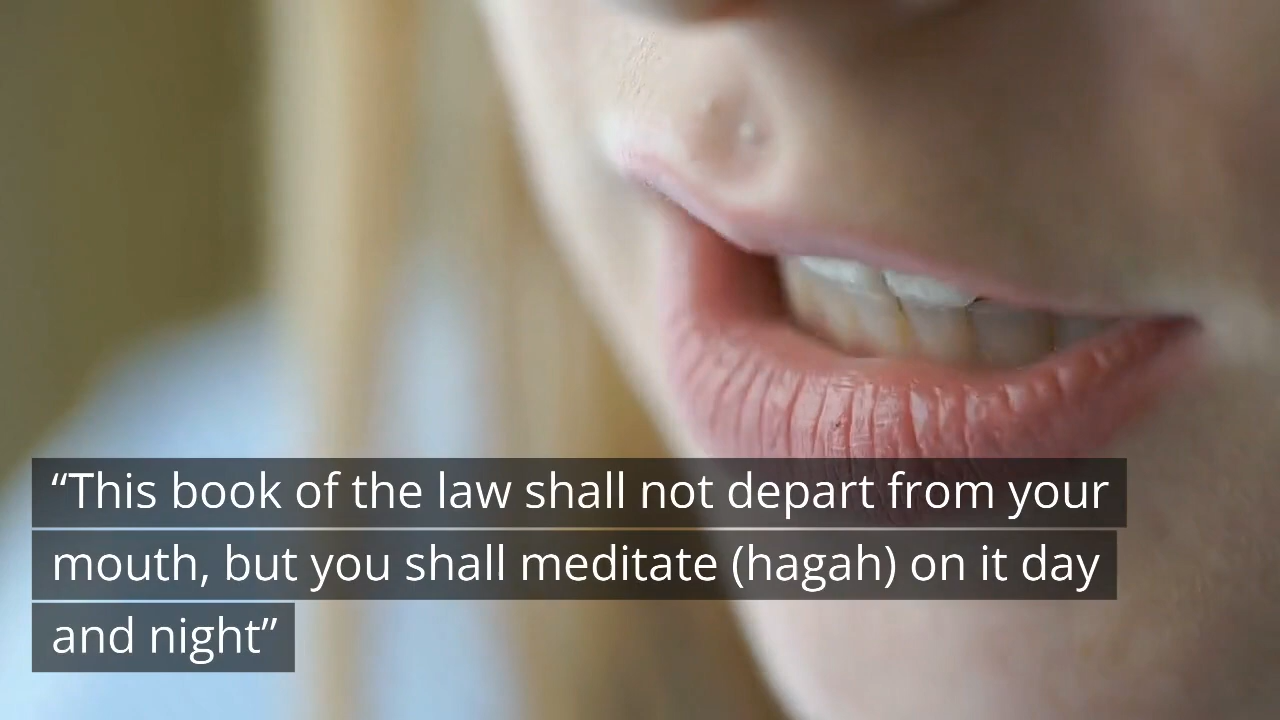 “This book of the law shall not depart from your
mouth, but you shall meditate (hagah) on it day
and night”